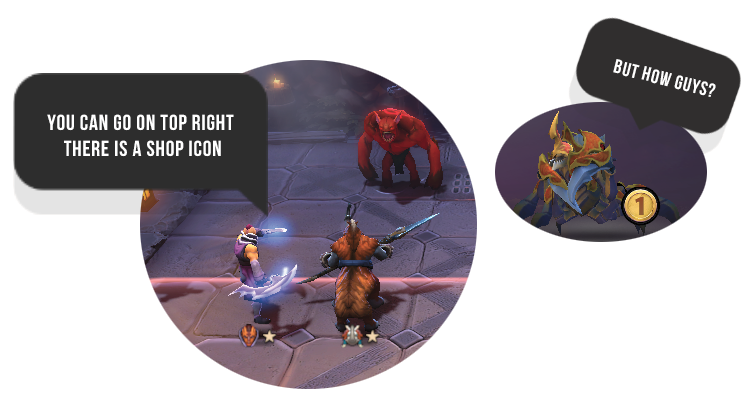 YOU CAN GO ON TOP RIGHT
THERE IS A SHOP ICON
BUT HOW GUYS?
1